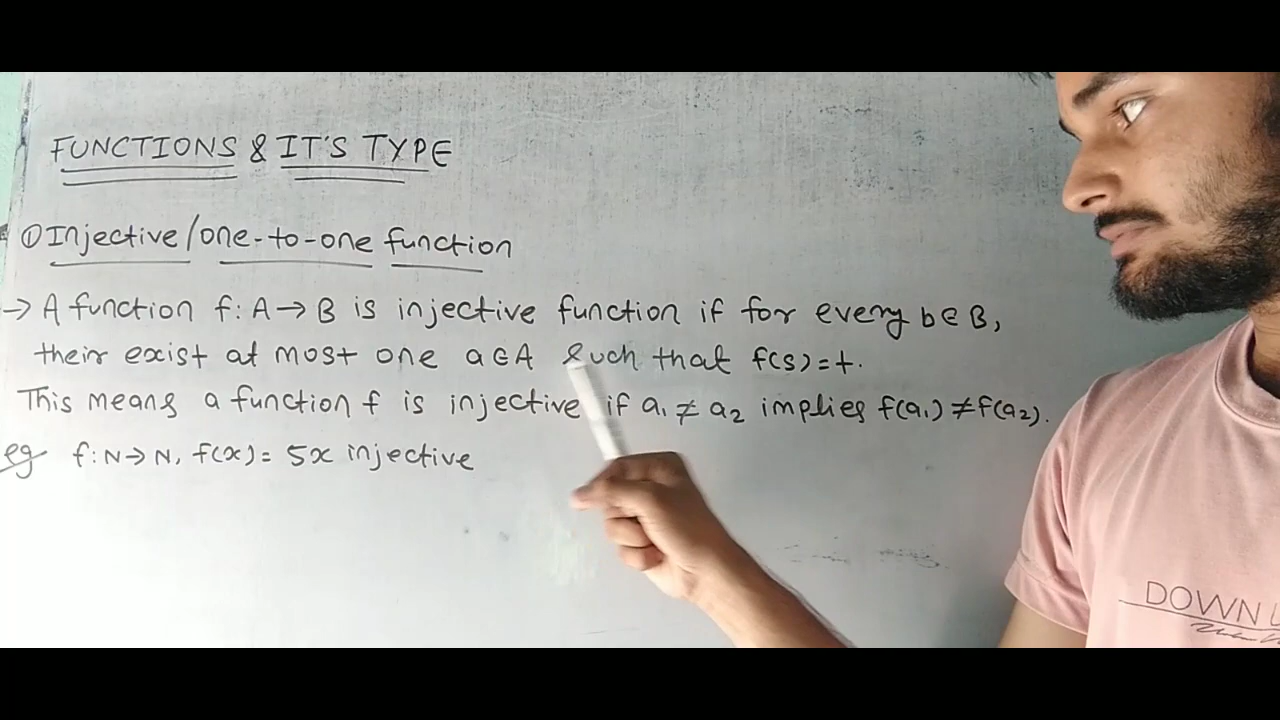 FUNCTIONS & IT'S TYPE
① Injective/one-to-one function
→ A function f: A→B is injective function if for every b∈B,
their exist at most one a∈A such that f(s)=t.
This means a function f is injective if a₁ ≠ a₂ implies f(a₁) ≠ f(a₂).
eg f: N→N, f(x) = 5x injective
DOWN